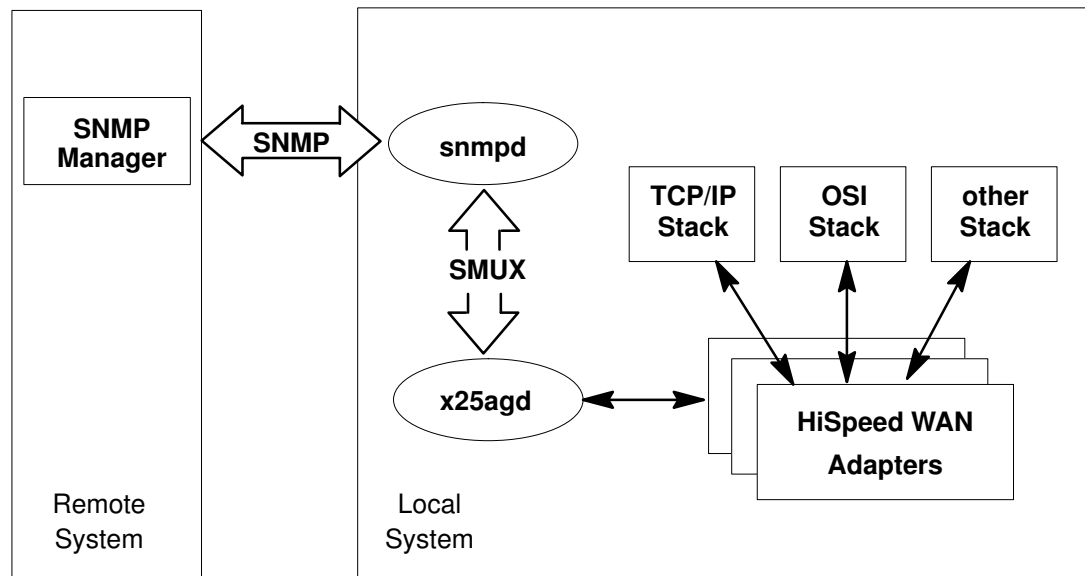 SNMP
Manager
SNMP
snmpd
SMUX
x25agd
TCP/IP
Stack
OSI
Stack
other
Stack
HiSpeed WAN
Adapters
Remote
System
Local
System